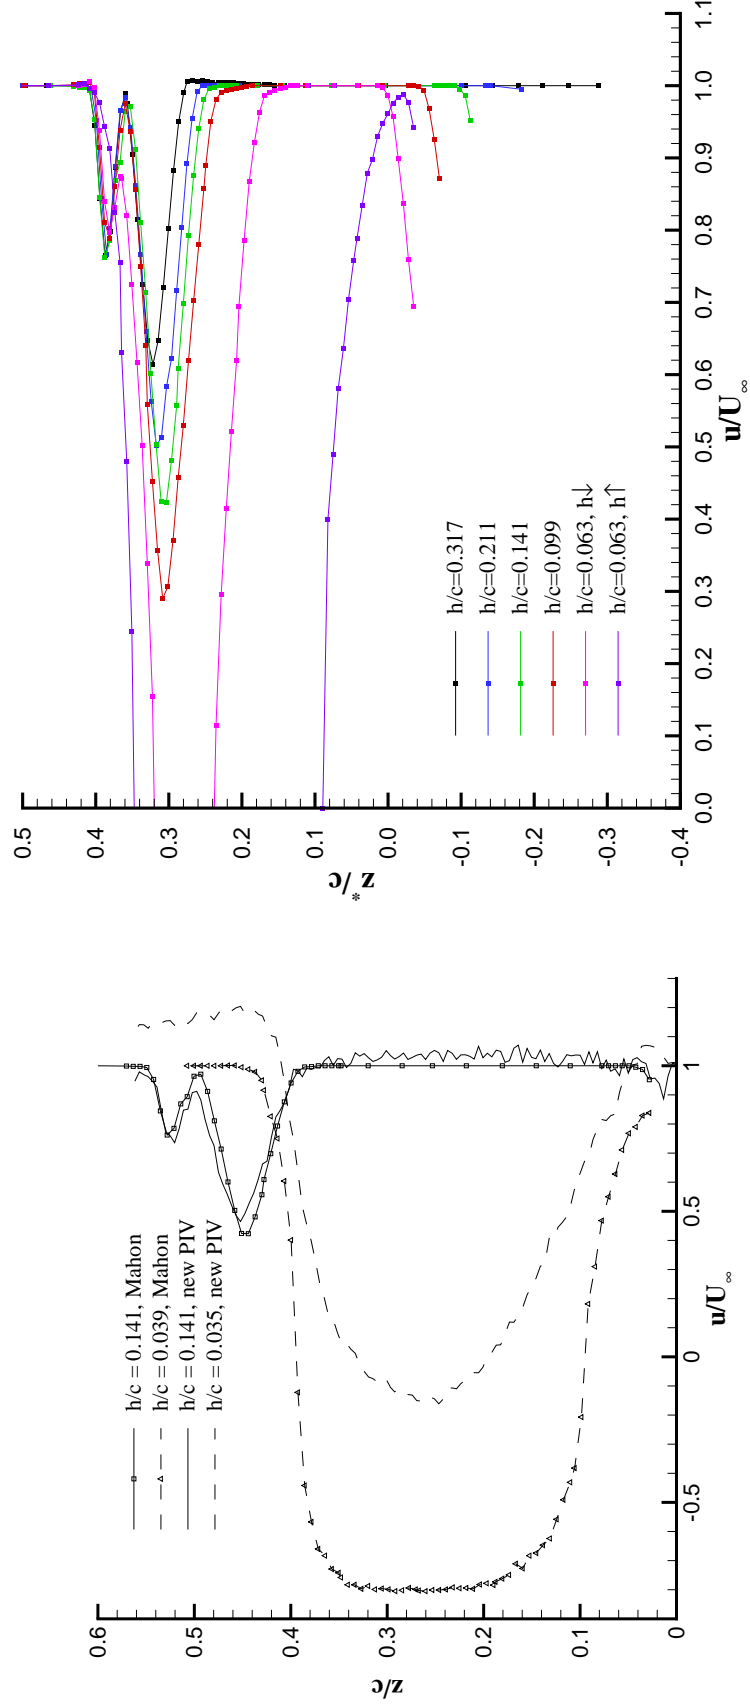 0.6
0.5
0.4
0.3
0.2
0.1
0
z/c
-0.5
0
0.5
1
u/U∞
h/c = 0.141, Mahon
h/c = 0.039, Mahon
h/c = 0.141, new PIV
h/c = 0.035, new PIV
0.5
0.4
0.3
0.2
0.1
0.0
-0.1
-0.2
-0.3
-0.4
z*/c
0.0
0.1
0.2
0.3
0.4
0.5
0.6
0.7
0.8
0.9
1.0
1.1
u/U∞
h/c=0.317
h/c=0.211
h/c=0.141
h/c=0.099
h/c=0.063, h↓
h/c=0.063, h↑